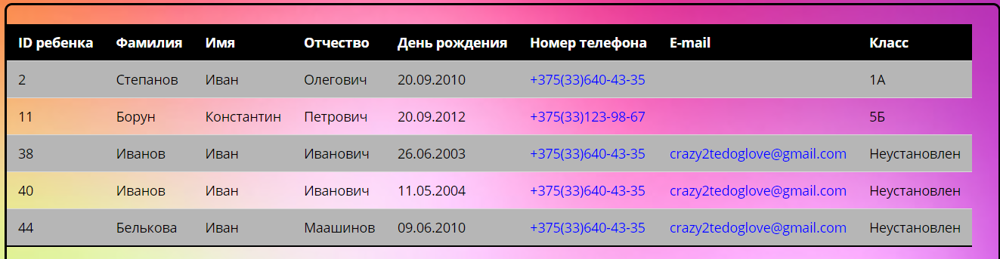 ID ребенка Фамилия Имя Отчество День рождения Номер телефона E-mail Класс
2 Степанов Иван Олегович 20.09.2010 +375(33)640-43-35 1А
11 Борун Константин Петрович 20.09.2012 +375(33)123-98-67 5Б
38 Иванов Иван Иванович 26.06.2003 +375(33)640-43-35 crazy2tedoglove@gmail.com Неустановлен
40 Иванов Иван Иванович 11.05.2004 +375(33)640-43-35 crazy2tedoglove@gmail.com Неустановлен
44 Белькова Иван Маашинов 09.06.2010 +375(33)640-43-35 crazy2tedoglove@gmail.com Неустановлен